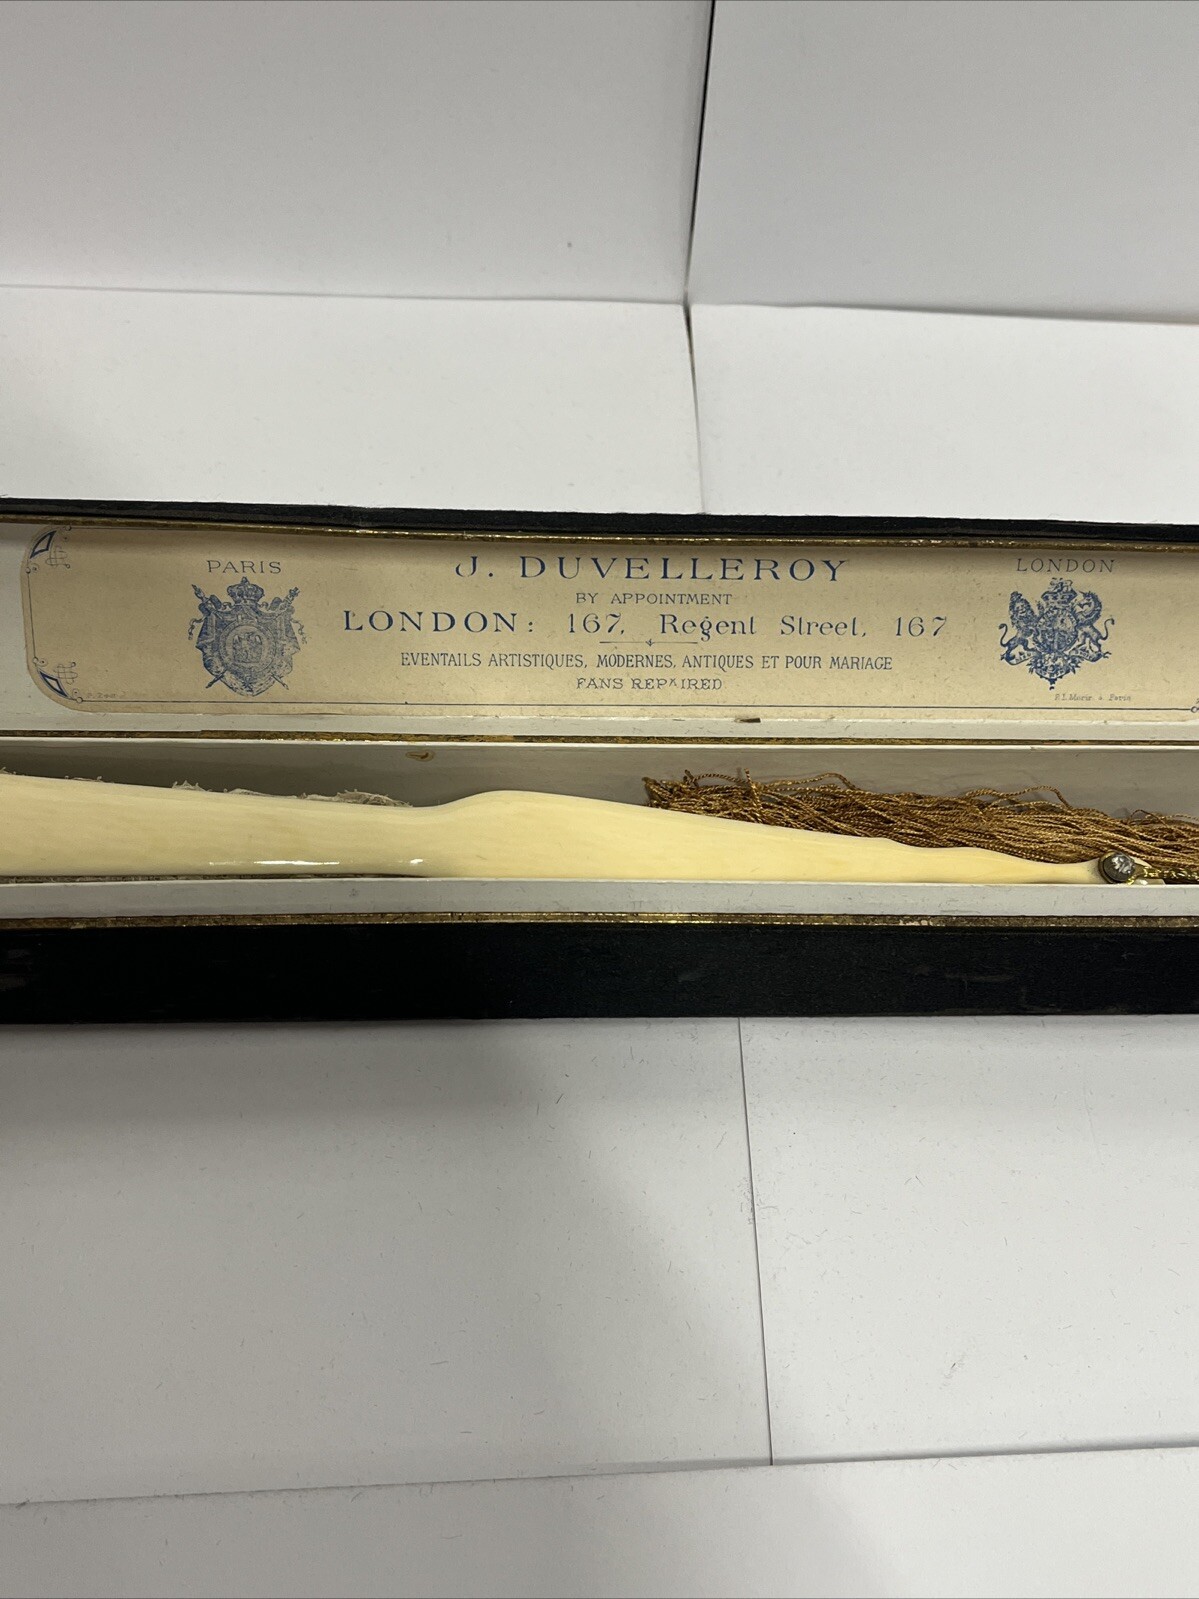 PARIS
J. DUVELLEROY
LONDON
BY APPOINTMENT
LONDON: 167, Regent Street, 167
EVENTAILS ARTISTIQUES, MODERNES, ANTIQUES ET POUR MARIAGE
FANS REPAIRED